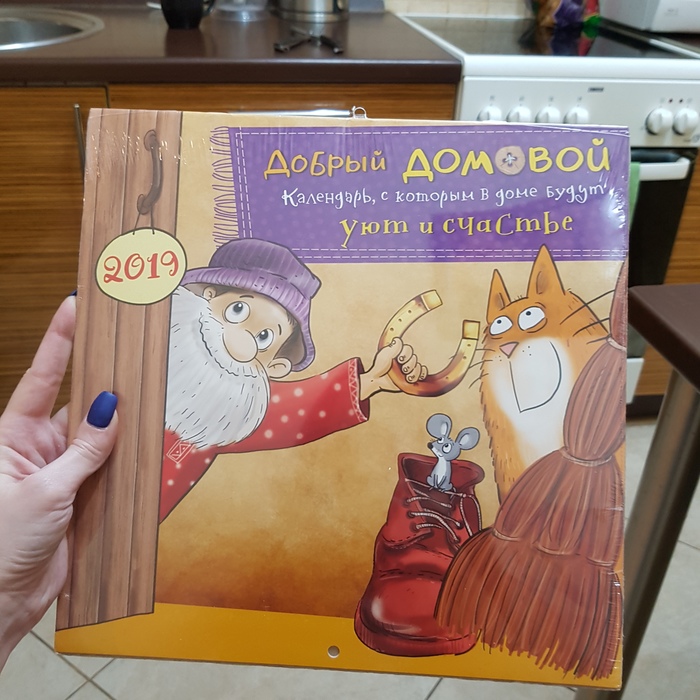 Добрый ДОМОВОЙ
Календарь, с которым в доме будут
уют и счастье
2019